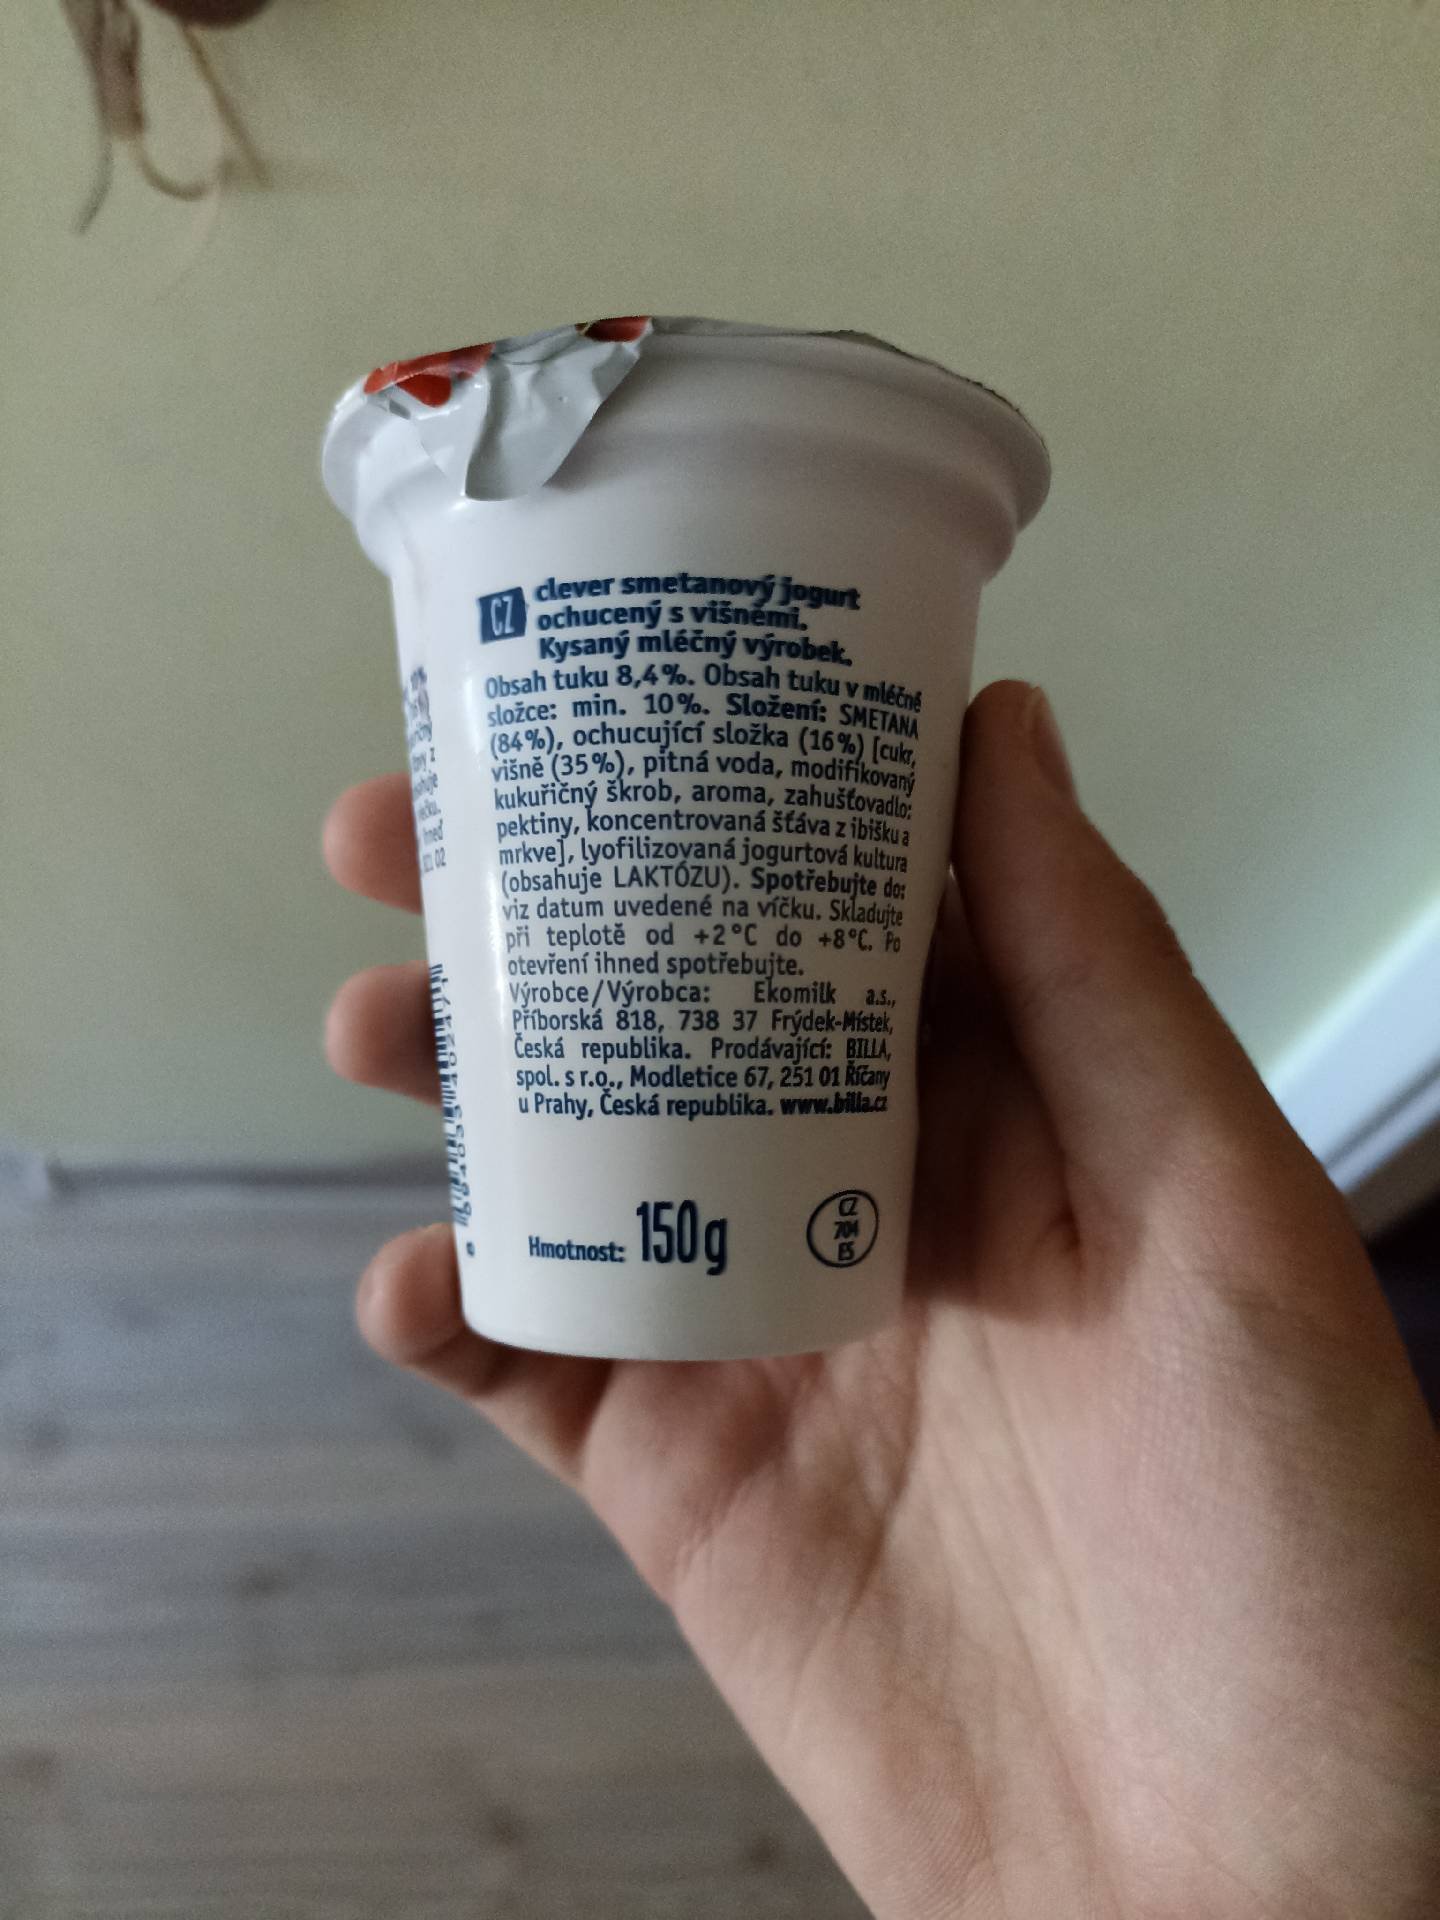 CZ
clever smetanový jogurt
ochucený s višněmi.
Kysaný mléčný výrobek.
Obsah tuku 8,4%. Obsah tuku v mléčné
složce: min. 10%. Složení: SMETANA
(84%), ochucující složka (16%) [cukr,
višně (35%), pitná voda, modifikovaný
kukuřičný škrob, aroma, zahušťovadlo:
pektiny, koncentrovaná šťáva z ibišku a
mrkve], lyofilizovaná jogurtová kultura
(obsahuje LAKTÓZU). Spotřebujte do:
viz datum uvedené na víčku. Skladujte
při teplotě od +2°C do +8°C. Po
otevření ihned spotřebujte.
Výrobce/Výrobca: Ekomilk a.s.,
Příborská 818, 738 37 Frýdek-Místek,
Česká republika. Prodávající: BILLA,
spol. s r.o., Modletice 67, 251 01 Říčany
u Prahy, Česká republika. www.billa.cz
Hmotnost: 150g
CZ
704
ES